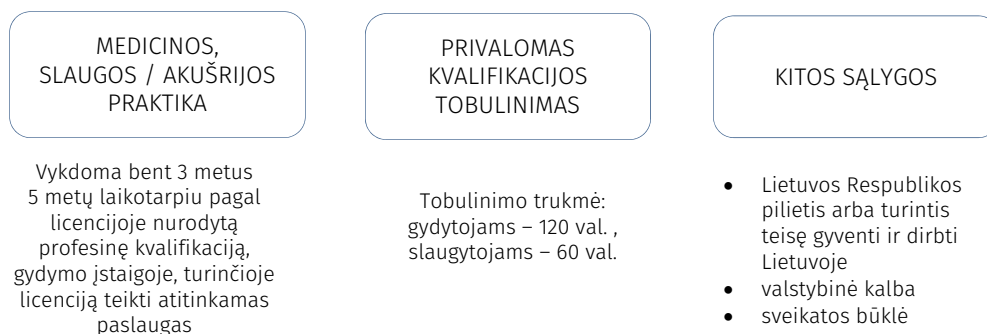 MEDICINOS,
SLAUGOS / AKUŠRIJOS
PRAKTIKA
Vykdoma bent 3 metus
5 metų laikotarpiu pagal
licencijoje nurodytą
profesinę kvalifikaciją,
gydymo įstaigoje, turinčioje
licenciją teikti atitinkamas
paslaugas
PRIVALOMAS
KVALIFIKACIJOS
TOBULINIMAS
Tobulinimo trukmė:
gydytojams – 120 val. ,
slaugytojams – 60 val.
KITOS SĄLYGOS
• Lietuvos Respublikos
pilietis arba turintis
teisę gyventi ir dirbti
Lietuvoje
• valstybinė kalba
• sveikatos būklė